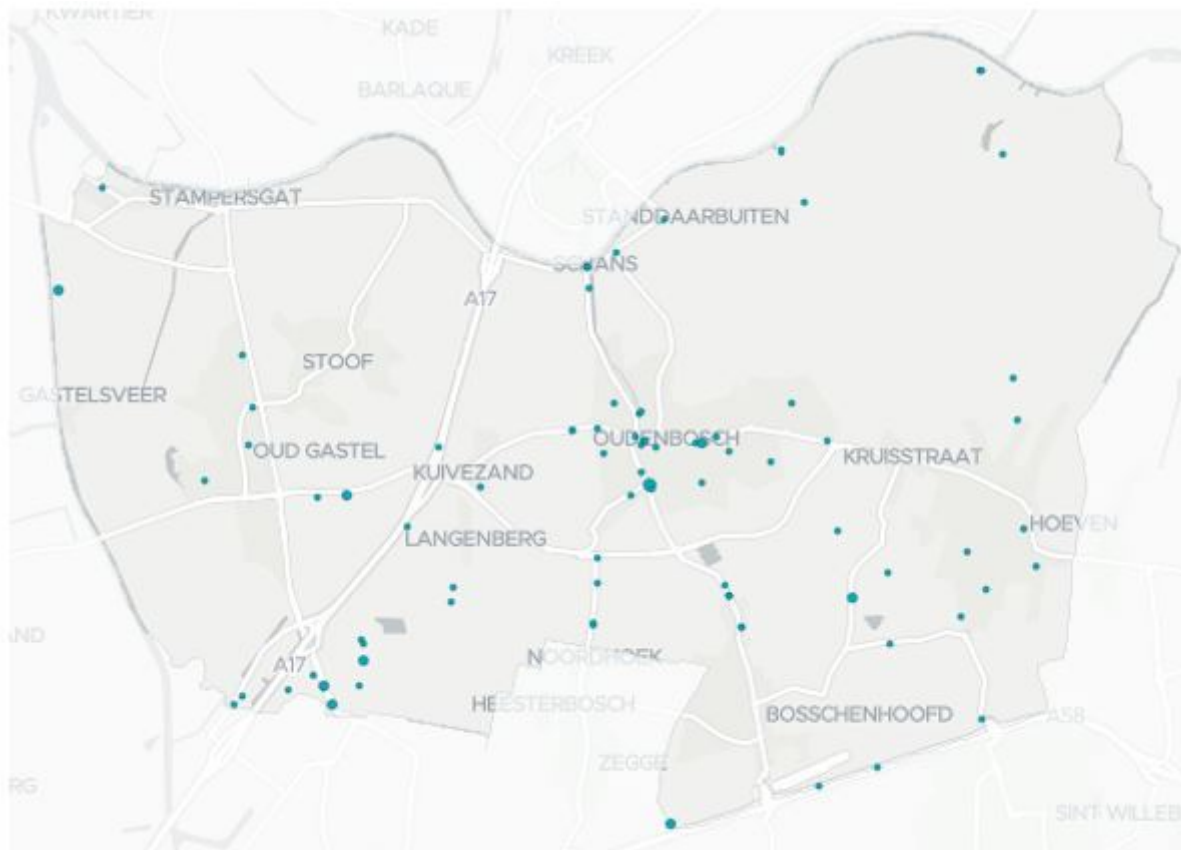 KWARTIER
KADE
KREEK
BARLAQUE
STAMPERSGAT
STANDDAARBUITEN
SCHANS
A17
STOOF
GASTELSVEER
OUD GASTEL
OUDENBOSCH
KRUISSTRAAT
KUIVEZAND
LANGENBERG
HOEVEN
AND
A17
NOORDHOEK
HEESTERBOSCH
BOSSCHENHOOFD
A58
ZEGGE
RG
SINT WILLEB